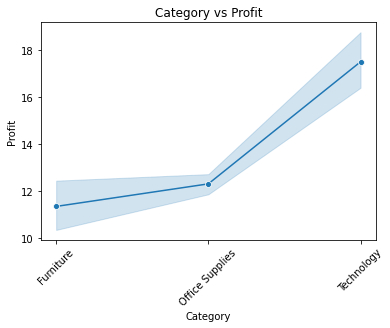 Category vs Profit
18
16
14
12
10
Profit
Furniture
Office Supplies
Technology
Category